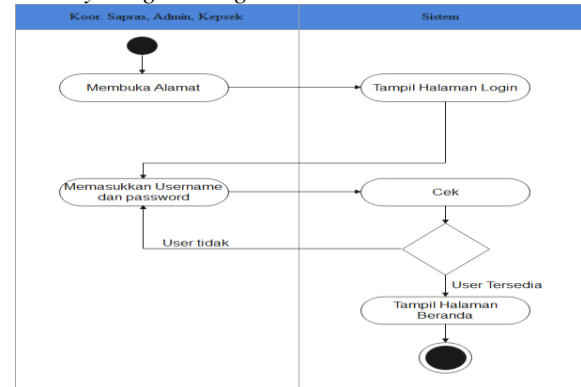 Koor. Sapras, Admin, Kepsek
Sistem
Membuka Alamat
Tampil Halaman Login
Memasukkan Username
dan password
Cek
User tidak
User Tersedia
Tampil Halaman
Beranda